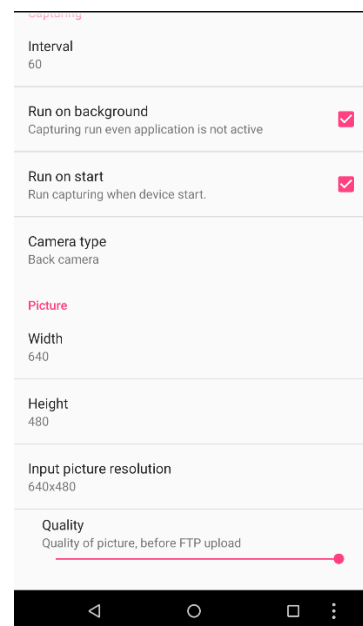 Capturing
Interval
60
Run on background
Capturing run even application is not active
Run on start
Run capturing when device start.
Camera type
Back camera
Picture
Width
640
Height
480
Input picture resolution
640x480
Quality
Quality of picture, before FTP upload